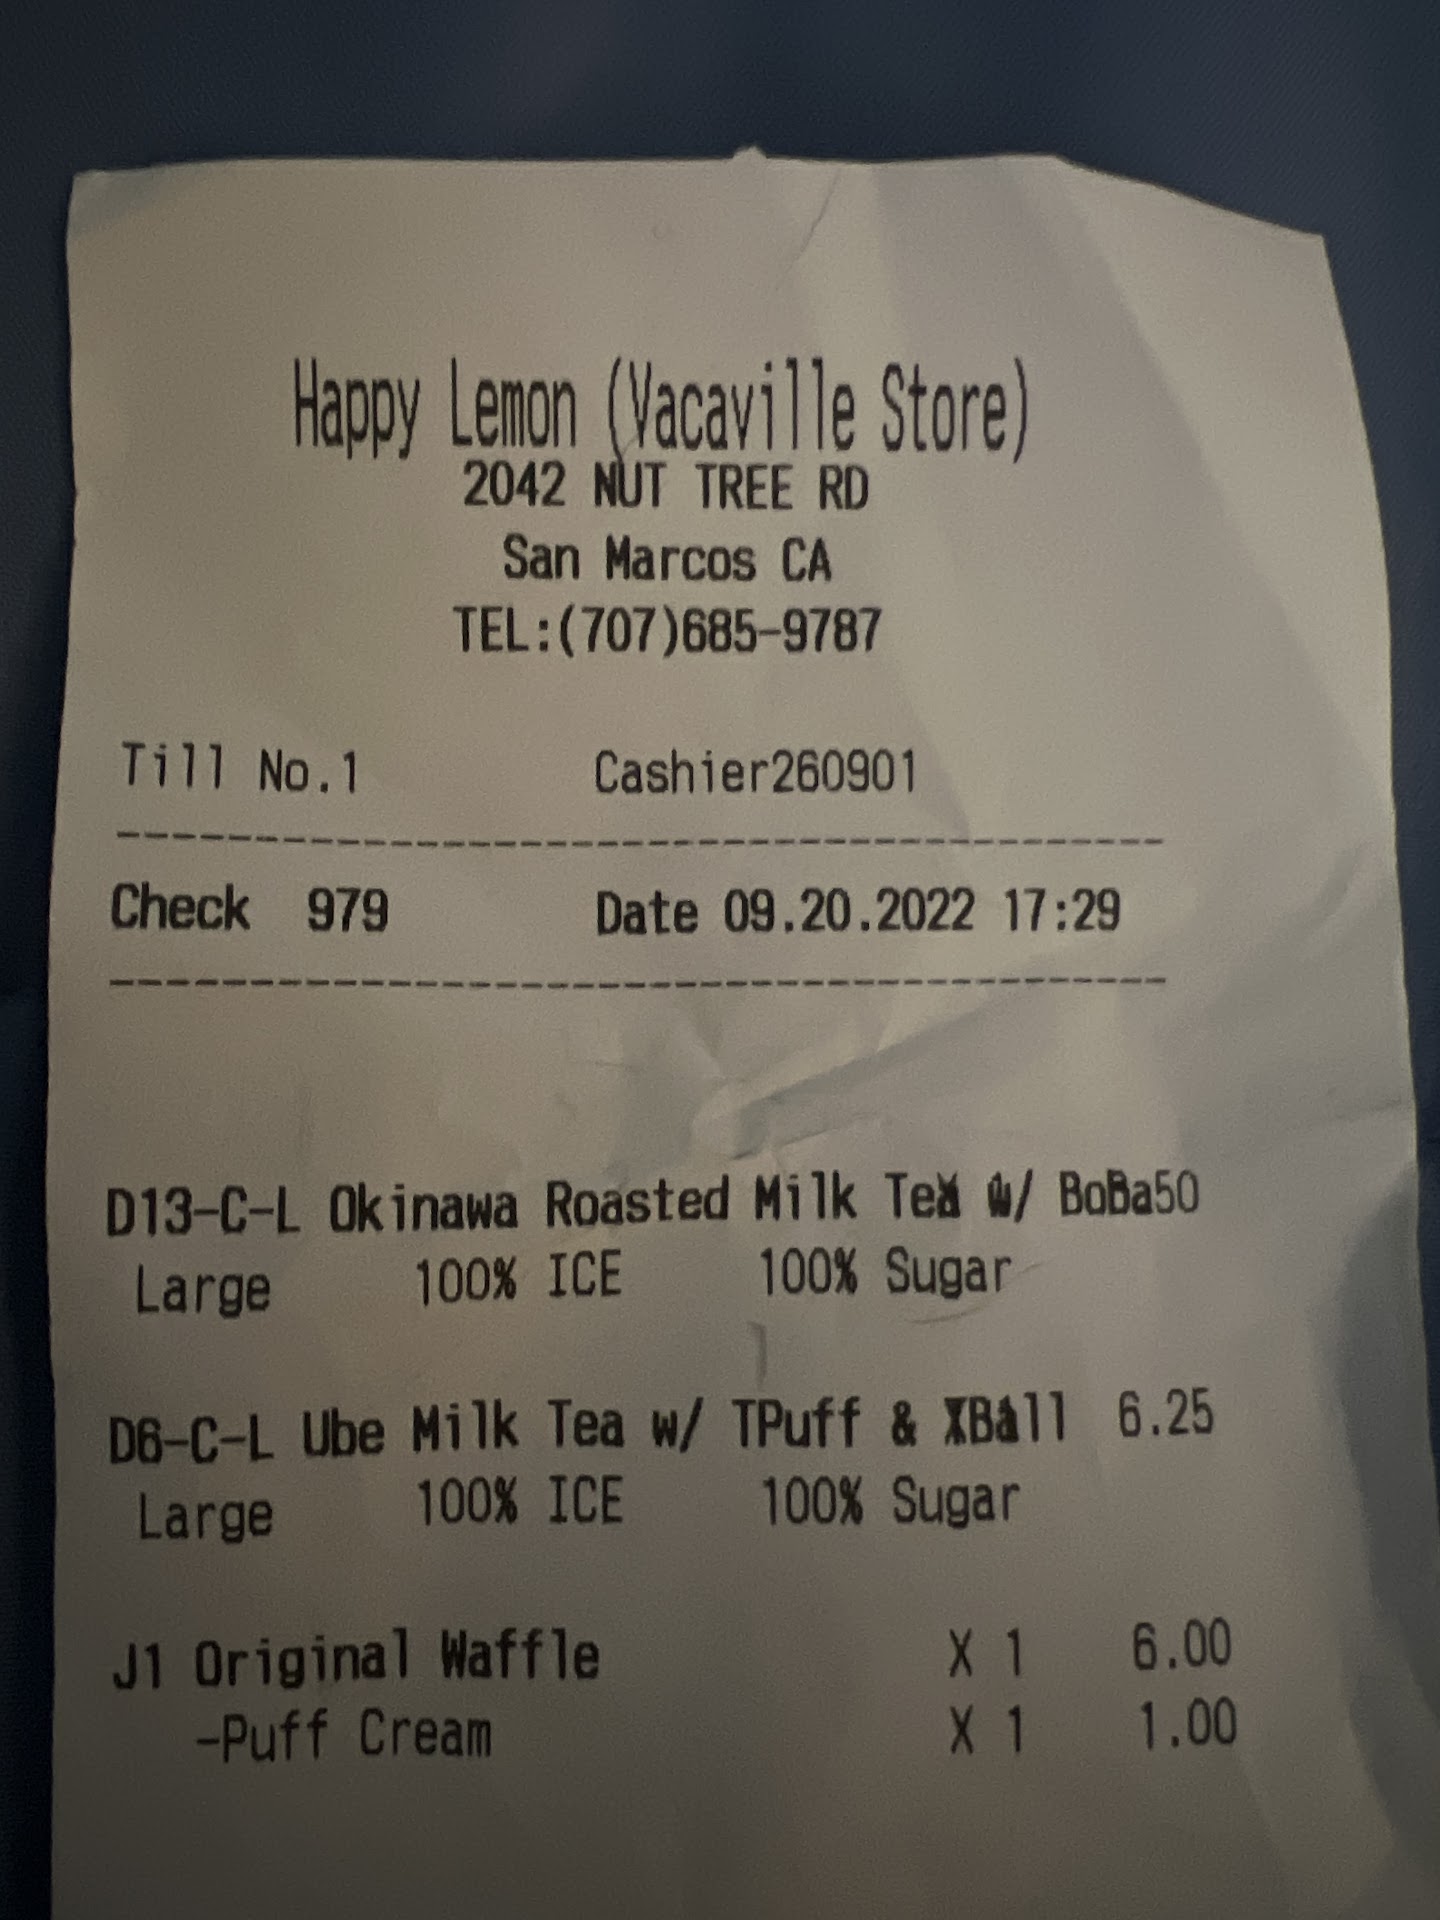 Happy Lemon (Vacaville Store)
2042 NUT TREE RD
San Marcos CA
TEL:(707)685-9787
Till No.1 Cashier260901
Check 979 Date 09.20.2022 17:29
D13-C-L Okinawa Roasted Milk Tea w/ BoBa50
Large 100% ICE 100% Sugar
D6-C-L Ube Milk Tea w/ TPuff & Ball 6.25
Large 100% ICE 100% Sugar
J1 Original Waffle X 1 6.00
-Puff Cream X 1 1.00